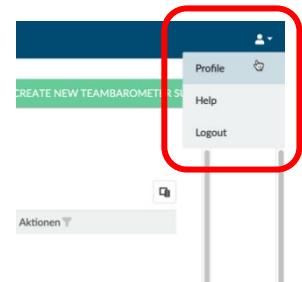 Profile
CREATE NEW TEAMBAROMETER SU
Help
Logout
Aktionen